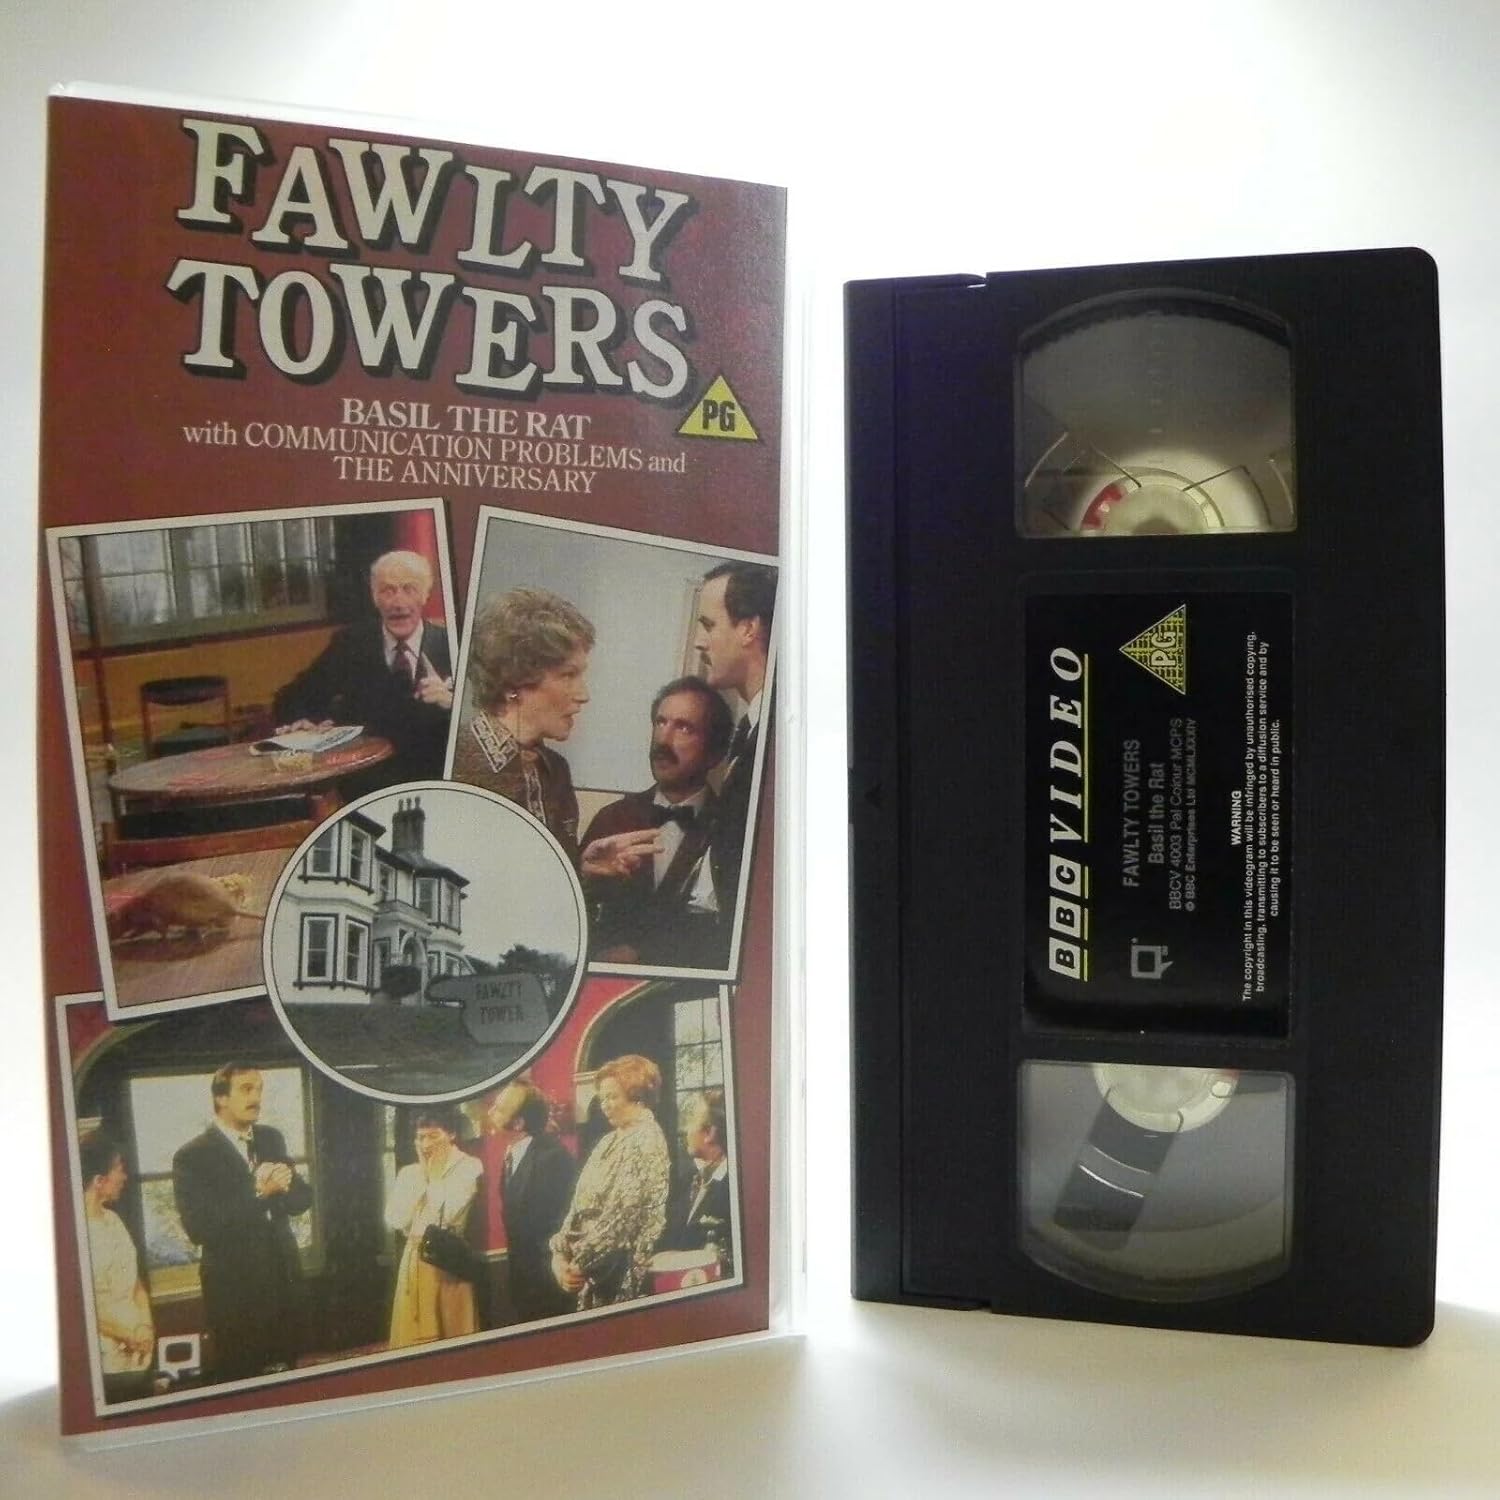 FAWLTY
TOWERS
PG
BASIL THE RAT
with COMMUNICATION PROBLEMS and
THE ANNIVERSARY
FAWLTY
TOWER
BBC VIDEO
PG
FAWLTY TOWERS
Basil the Rat
BBCV 4003 Pal Colour MCPS
© BBC Enterprises Ltd MCMLXXXIV
WARNING
The copyright in this videogram will be infringed by unauthorised copying,
broadcasting, transmitting to subscribers to a diffusion service and by
causing it to be seen or heard in public.